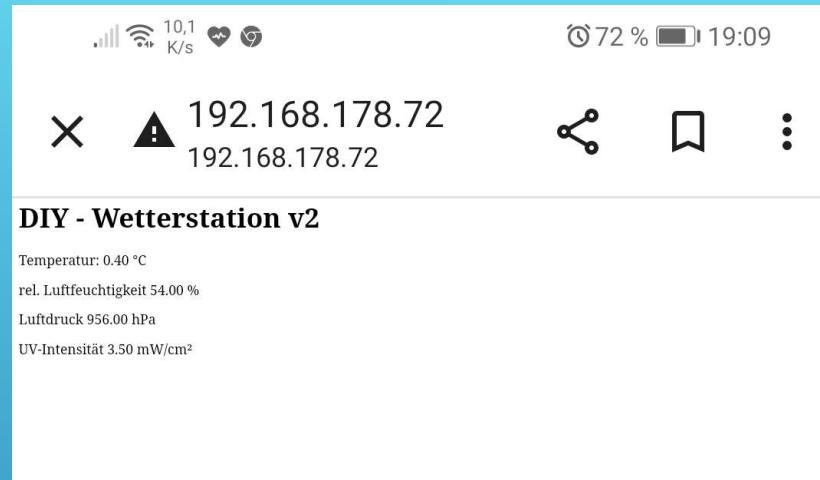 10,1
K/s
72 %
19:09
192.168.178.72
192.168.178.72
DIY - Wetterstation v2
Temperatur: 0.40 °C
rel. Luftfeuchtigkeit 54.00 %
Luftdruck 956.00 hPa
UV-Intensität 3.50 mW/cm²